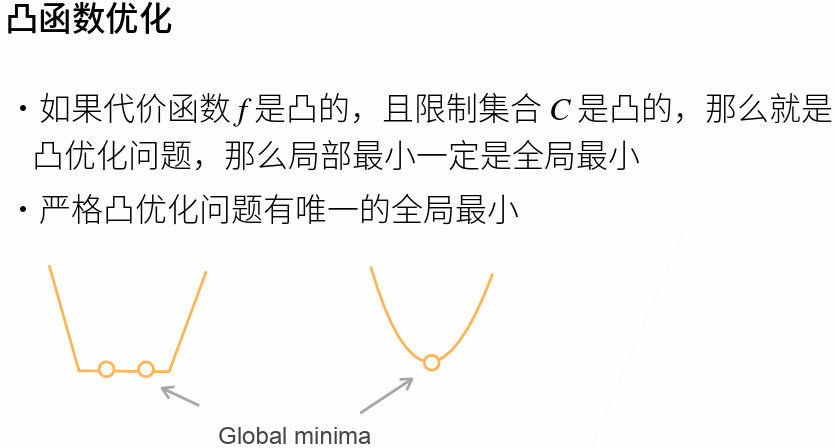 凸函数优化
• 如果代价函数 f 是凸的，且限制集合 C 是凸的，那么就是
凸优化问题，那么局部最小一定是全局最小
• 严格凸优化问题有唯一的全局最小
Global minima